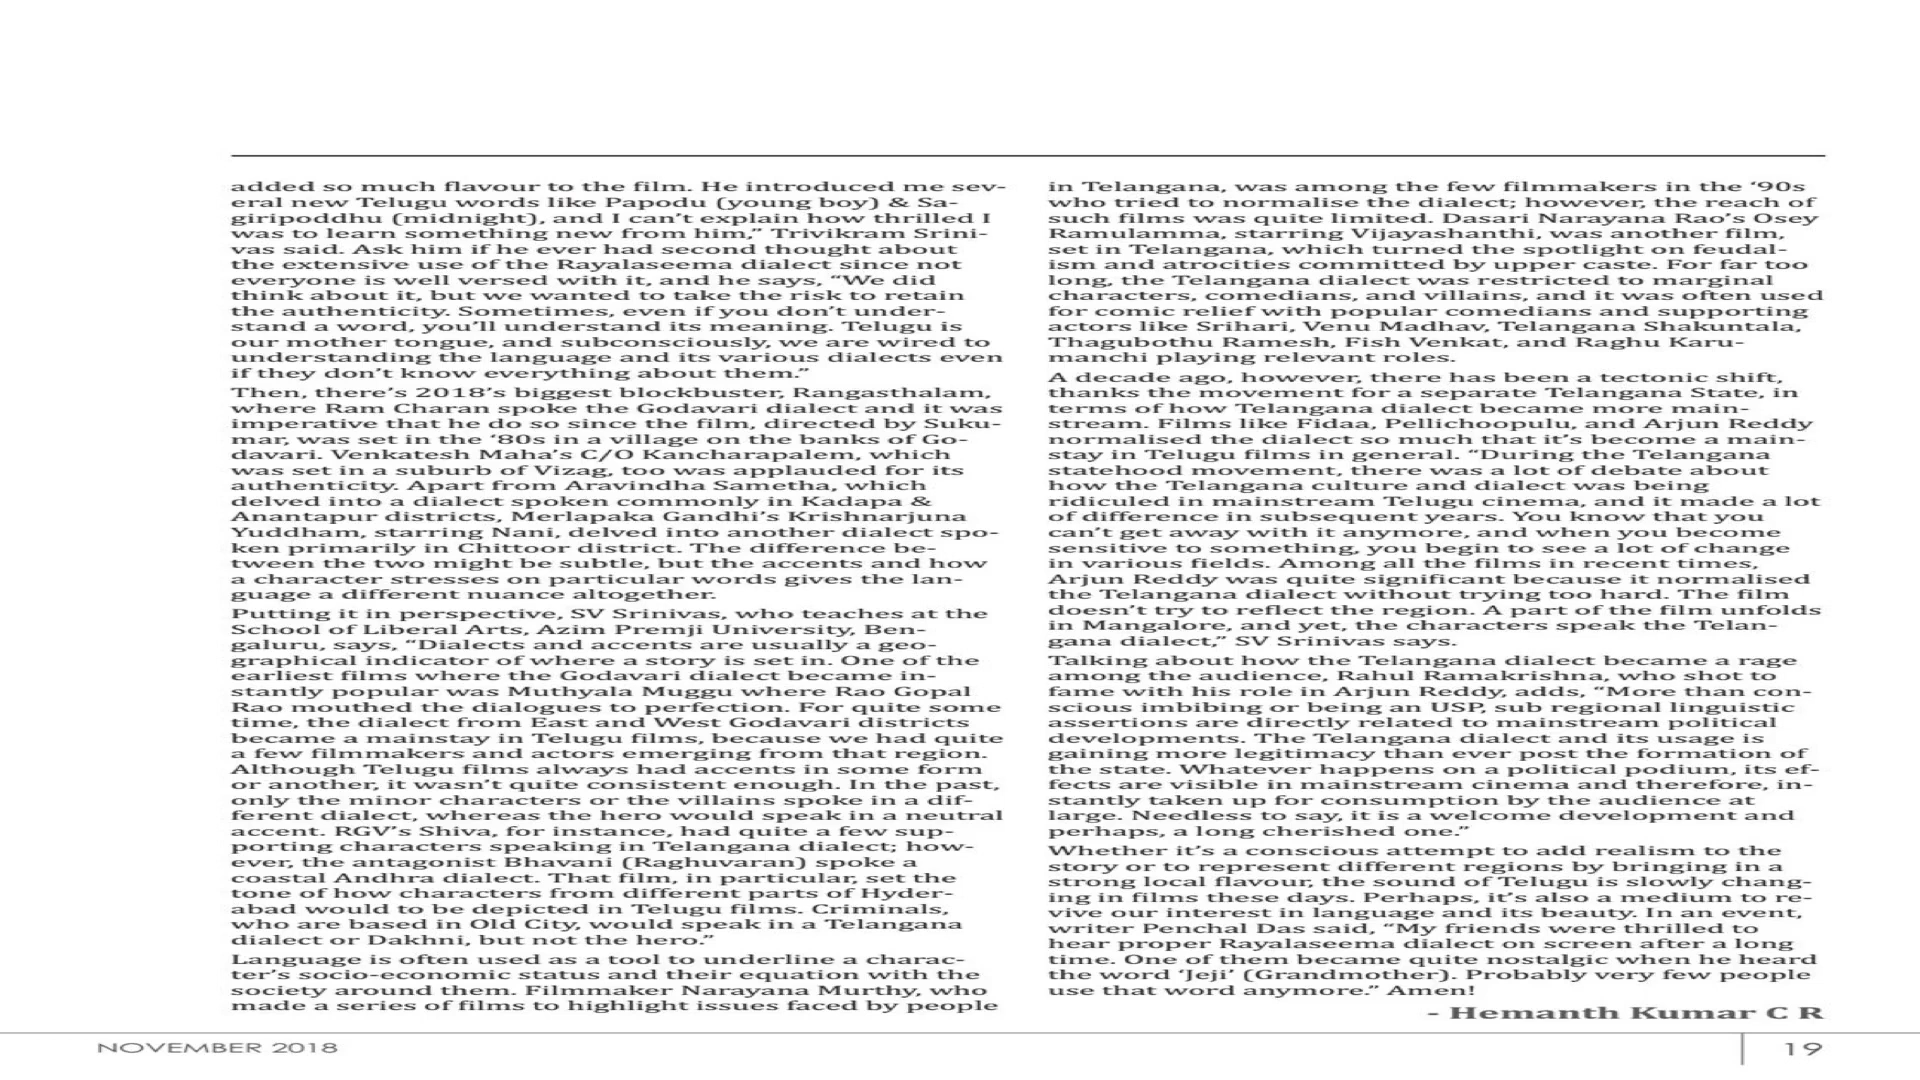 added so much flavour to the film. He introduced me sev-
eral new Telugu words like Papodu (young boy) & Sa-
giripoddhu (midnight), and I can't explain how thrilled I
was to learn something new from him,” Trivikram Srini-
vas said. Ask him if he ever had second thought about
the extensive use of the Rayalaseema dialect since not
everyone is well versed with it, and he says, “We did
think about it, but we wanted to take the risk to retain
the authenticity. Sometimes, even if you don’t under-
stand a word, you’ll understand its meaning. Telugu is
our mother tongue, and subconsciously, we are wired to
understanding the language and its various dialects even
if they don’t know everything about them.”
Then, there’s 2018’s biggest blockbuster, Rangasthalam,
where Ram Charan spoke the Godavari dialect and it was
imperative that he do so since the film, directed by Suku-
mar, was set in the ‘80s in a village on the banks of Go-
davari. Venkatesh Maha’s C/O Kancharapalem, which
was set in a suburb of Vizag, too was applauded for its
authenticity. Apart from Aravindha Sametha, which
delved into a dialect spoken commonly in Kadapa &
Anantapur districts, Merlapaka Gandhi’s Krishnarjuna
Yuddham, starring Nani, delved into another dialect spo-
ken primarily in Chittoor district. The difference be-
tween the two might be subtle, but the accents and how
a character stresses on particular words gives the lan-
guage a different nuance altogether.
Putting it in perspective, SV Srinivas, who teaches at the
School of Liberal Arts, Azim Premji University, Ben-
galuru, says, “Dialects and accents are usually a geo-
graphical indicator of where a story is set in. One of the
earliest films where the Godavari dialect became in-
stantly popular was Muthyala Muggu where Rao Gopal
Rao mouthed the dialogues to perfection. For quite some
time, the dialect from East and West Godavari districts
became a mainstay in Telugu films, because we had quite
a few filmmakers and actors emerging from that region.
Although Telugu films always had accents in some form
or another, it wasn’t quite consistent enough. In the past,
only the minor characters or the villains spoke in a dif-
ferent dialect, whereas the hero would speak in a neutral
accent. RGV’s Shiva, for instance, had quite a few sup-
porting characters speaking in Telangana dialect; how-
ever, the antagonist Bhavani (Raghuvaran) spoke a
coastal Andhra dialect. That film, in particular, set the
tone of how characters from different parts of Hyder-
abad would to be depicted in Telugu films. Criminals,
who are based in Old City, would speak in a Telangana
dialect or Dakhni, but not the hero.”
Language is often used as a tool to underline a charac-
ter’s socio-economic status and their equation with the
society around them. Filmmaker Narayana Murthy, who
made a series of films to highlight issues faced by people
in Telangana, was among the few filmmakers in the ‘90s
who tried to normalise the dialect; however, the reach of
such films was quite limited. Dasari Narayana Rao’s Osey
Ramulamma, starring Vijayashanthi, was another film,
set in Telangana, which turned the spotlight on feudal-
ism and atrocities committed by upper caste. For far too
long, the Telangana dialect was restricted to marginal
characters, comedians, and villains, and it was often used
for comic relief with popular comedians and supporting
actors like Srihari, Venu Madhav, Telangana Shakuntala,
Thagubothu Ramesh, Fish Venkat, and Raghu Karu-
manchi playing relevant roles.
A decade ago, however, there has been a tectonic shift,
thanks the movement for a separate Telangana State, in
terms of how Telangana dialect became more main-
stream. Films like Fidaa, Pellichoopulu, and Arjun Reddy
normalised the dialect so much that it’s become a main-
stay in Telugu films in general. “During the Telangana
statehood movement, there was a lot of debate about
how the Telangana culture and dialect was being
ridiculed in mainstream Telugu cinema, and it made a lot
of difference in subsequent years. You know that you
can’t get away with it anymore, and when you become
sensitive to something, you begin to see a lot of change
in various fields. Among all the films in recent times,
Arjun Reddy was quite significant because it normalised
the Telangana dialect without trying too hard. The film
doesn’t try to reflect the region. A part of the film unfolds
in Mangalore, and yet, the characters speak the Telan-
gana dialect,” SV Srinivas says.
Talking about how the Telangana dialect became a rage
among the audience, Rahul Ramakrishna, who shot to
fame with his role in Arjun Reddy, adds, “More than con-
scious imbibing or being an USP, sub regional linguistic
assertions are directly related to mainstream political
developments. The Telangana dialect and its usage is
gaining more legitimacy than ever post the formation of
the state. Whatever happens on a political podium, its ef-
fects are visible in mainstream cinema and therefore, in-
stantly taken up for consumption by the audience at
large. Needless to say, it is a welcome development and
perhaps, a long cherished one.”
Whether it’s a conscious attempt to add realism to the
story or to represent different regions by bringing in a
strong local flavour, the sound of Telugu is slowly chang-
ing in films these days. Perhaps, it’s also a medium to re-
vive our interest in language and its beauty. In an event,
writer Penchal Das said, “My friends were thrilled to
hear proper Rayalaseema dialect on screen after a long
time. One of them became quite nostalgic when he heard
the word ‘Jeji’ (Grandmother). Probably very few people
use that word anymore.” Amen!
- Hemanth Kumar C R
NOVEMBER 2018
19